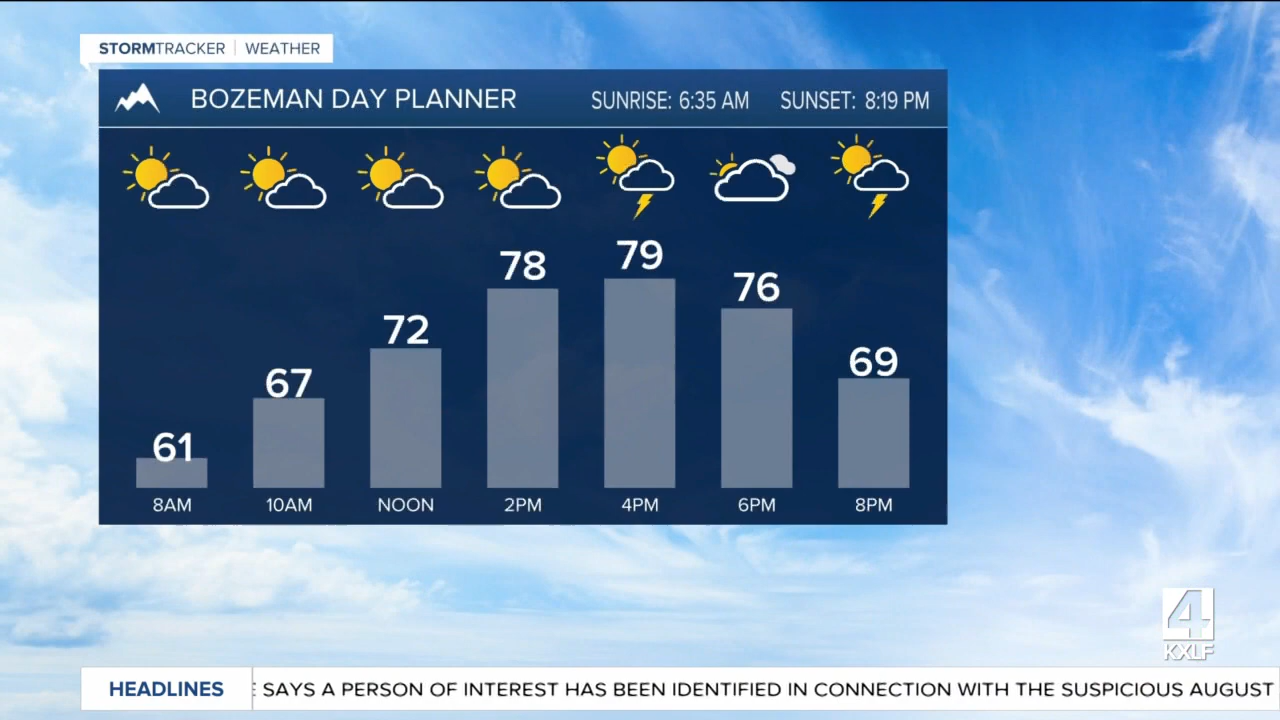 STORMTRACKER | WEATHER
BOZEMAN DAY PLANNER SUNRISE: 6:35 AM SUNSET: 8:19 PM
61 67 72 78 79 76 69
8AM 10AM NOON 2PM 4PM 6PM 8PM
4
KXLF
HEADLINES SAYS A PERSON OF INTEREST HAS BEEN IDENTIFIED IN CONNECTION WITH THE SUSPICIOUS AUGUST